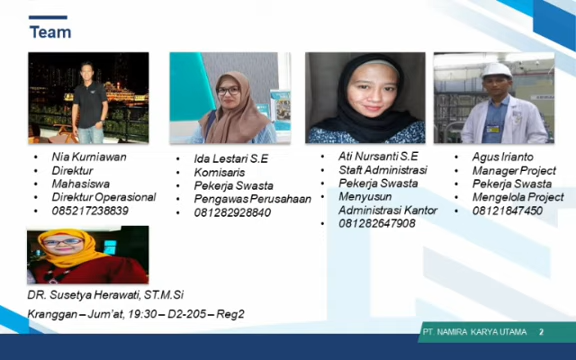 Team
• Nia Kurniawan
• Direktur
• Mahasiswa
• Direktur Operasional
• 085217238839
• Ida Lestari S.E
• Komisaris
• Pekerja Swasta
• Pengawas Perusahaan
• 081282928840
• Ati Nursanti S.E
• Staft Administrasi
• Pekerja Swasta
• Menyusun
Administrasi Kantor
• 081282647908
• Agus Irianto
• Manager Project
• Pekerja Swasta
• Mengelola Project
• 08121847450
DR. Susetya Herawati, ST.M.Si
Kranggan – Jum'at, 19:30 – D2-205 – Reg2
PT. NAMIRA KARYA UTAMA 2